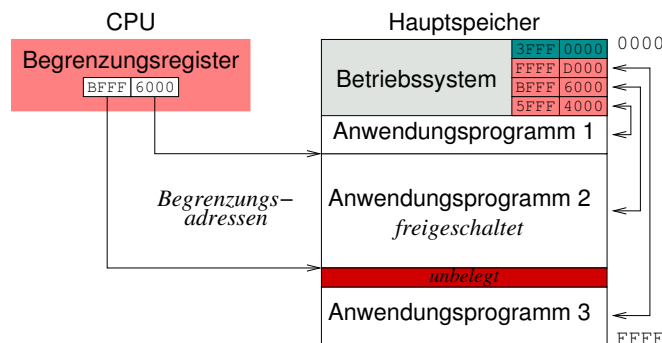 CPU
Hauptspeicher
Begrenzungsregister
BFFF 6000
3FFF 0000
0000
Betriebssystem
FFFF D000
BFFF 6000
5FFF 4000
Anwendungsprogramm 1
Begrenzungs–
adressen
Anwendungsprogramm 2
freigeschaltet
unbelegt
Anwendungsprogramm 3
FFFF